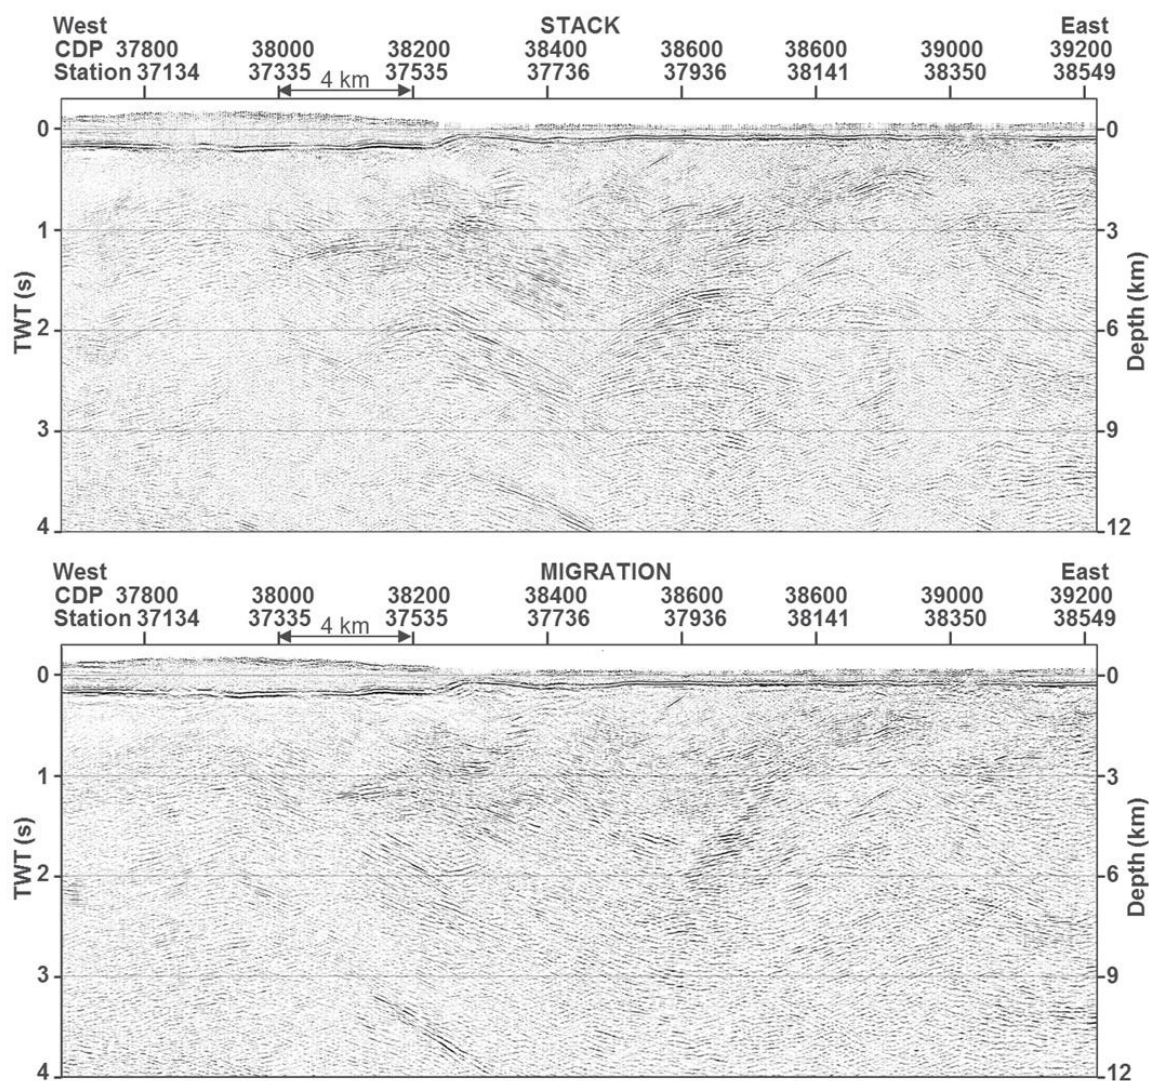 West STACK East
CDP 37800 38000 38200 38400 38600 38600 39000 39200
Station 37134 37335 37535 37736 37936 38141 38350 38549
4 km
0 0
1 3
TWT (s) Depth (km)
2 6
3 9
4 12
West MIGRATION East
CDP 37800 38000 38200 38400 38600 38600 39000 39200
Station 37134 37335 37535 37736 37936 38141 38350 38549
4 km
0 0
1 3
TWT (s) Depth (km)
2 6
3 9
4 12